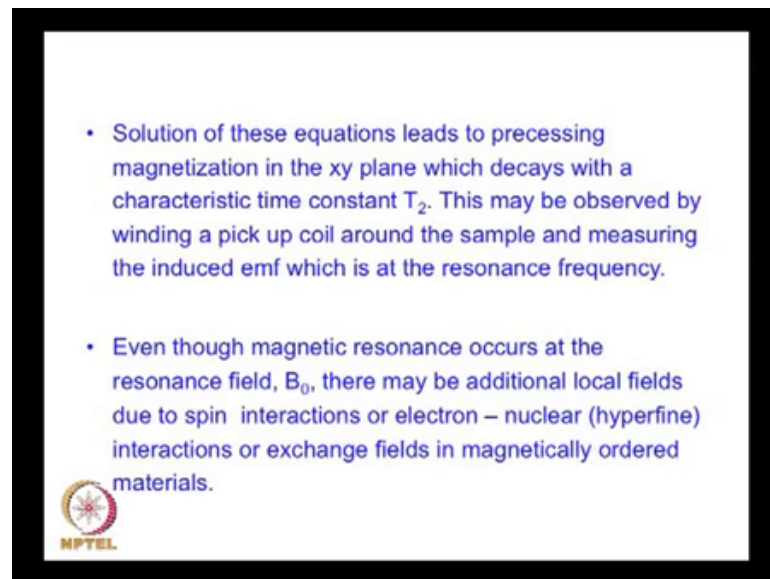 • Solution of these equations leads to precessing
magnetization in the xy plane which decays with a
characteristic time constant T₂. This may be observed by
winding a pick up coil around the sample and measuring
the induced emf which is at the resonance frequency.
• Even though magnetic resonance occurs at the
resonance field, B₀, there may be additional local fields
due to spin interactions or electron – nuclear (hyperfine)
interactions or exchange fields in magnetically ordered
materials.
NPTEL